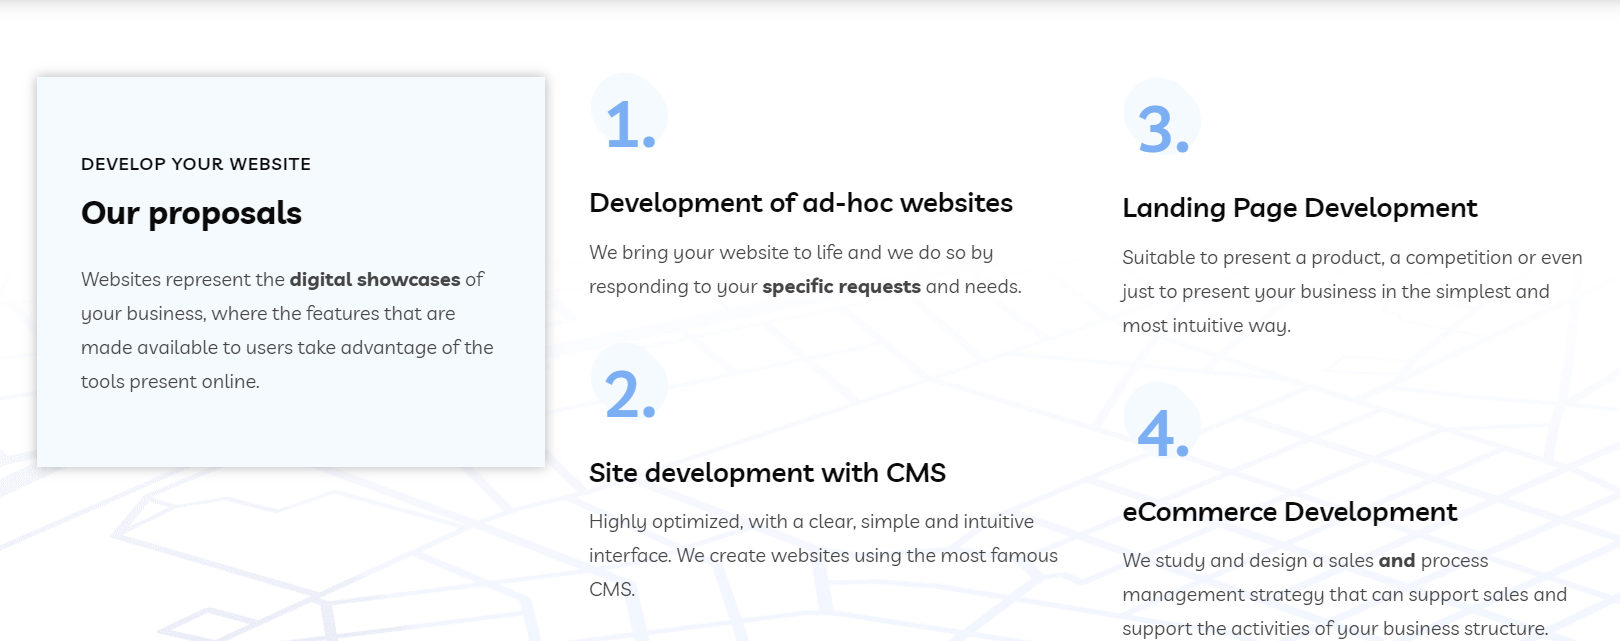 DEVELOP YOUR WEBSITE
Our proposals
Websites represent the digital showcases of
your business, where the features that are
made available to users take advantage of the
tools present online.
1.
Development of ad-hoc websites
We bring your website to life and we do so by
responding to your specific requests and needs.
2.
Site development with CMS
Highly optimized, with a clear, simple and intuitive
interface. We create websites using the most famous
CMS.
3.
Landing Page Development
Suitable to present a product, a competition or even
just to present your business in the simplest and
most intuitive way.
4.
eCommerce Development
We study and design a sales and process
management strategy that can support sales and
support the activities of your business structure.